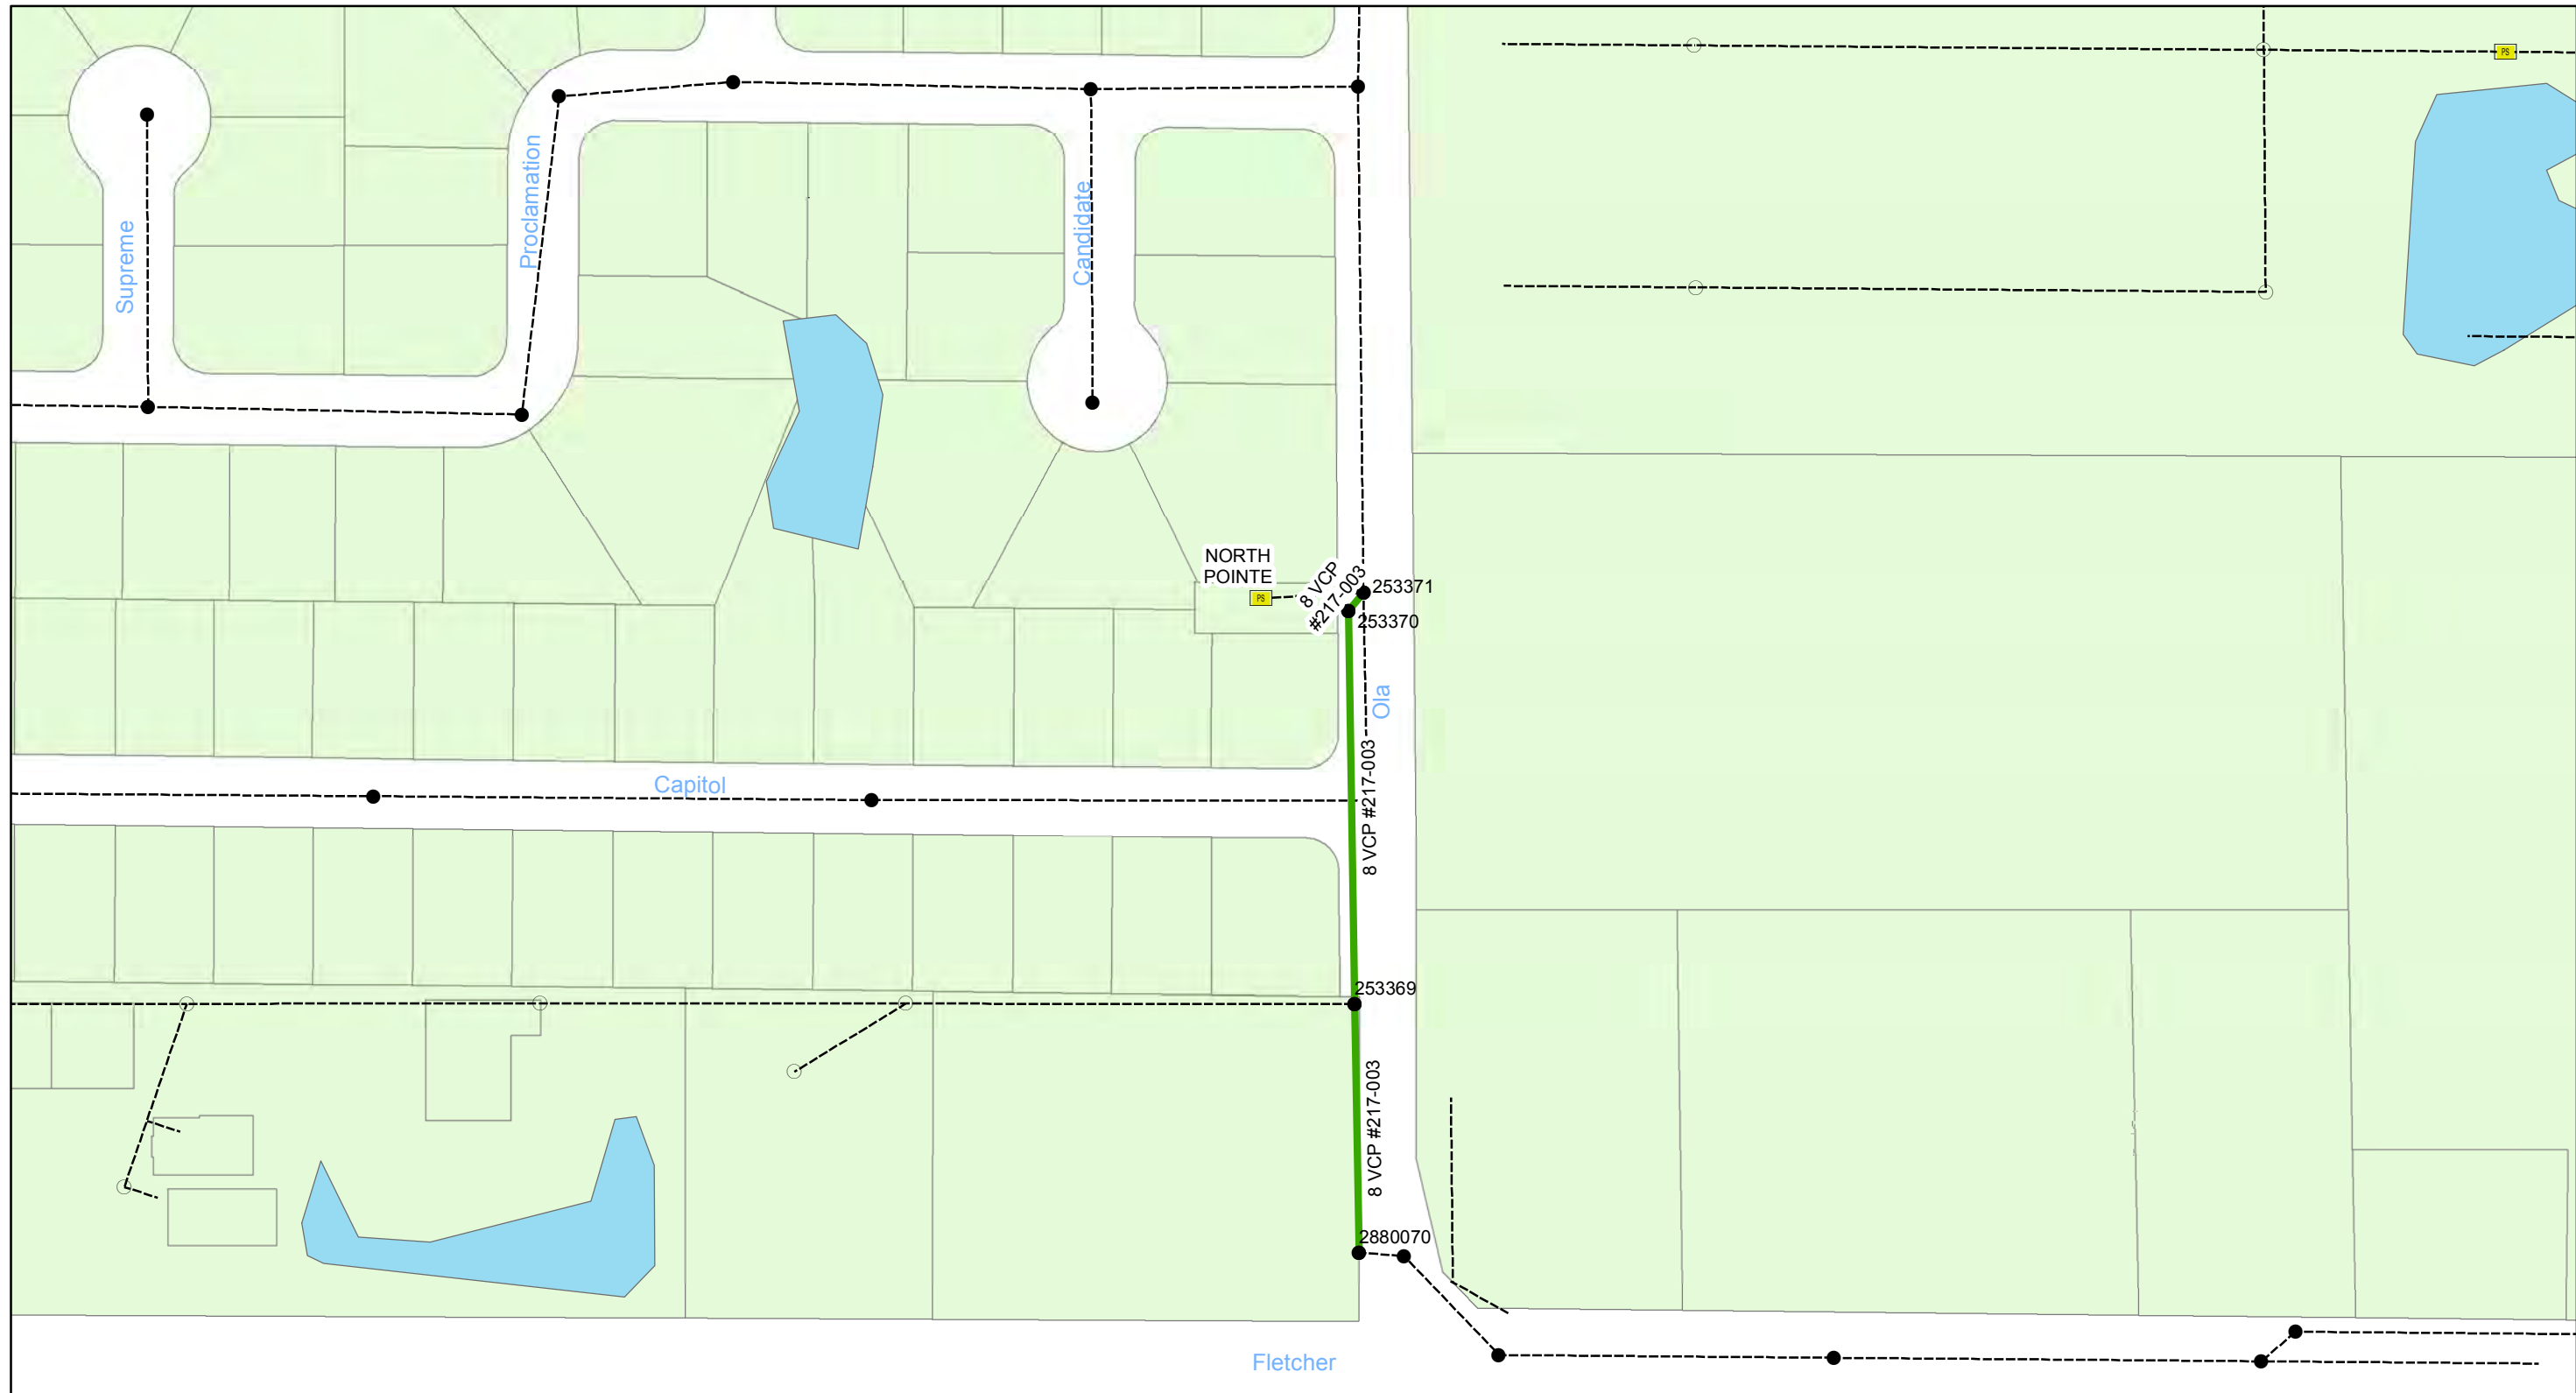 PS
Proclamation
Candidate
Supreme
NORTH
POINTE
PS
8 VCP
#217-003
253371
253370
Ola
8 VCP #217-003
Capitol
253369
8 VCP #217-003
2880070
Fletcher